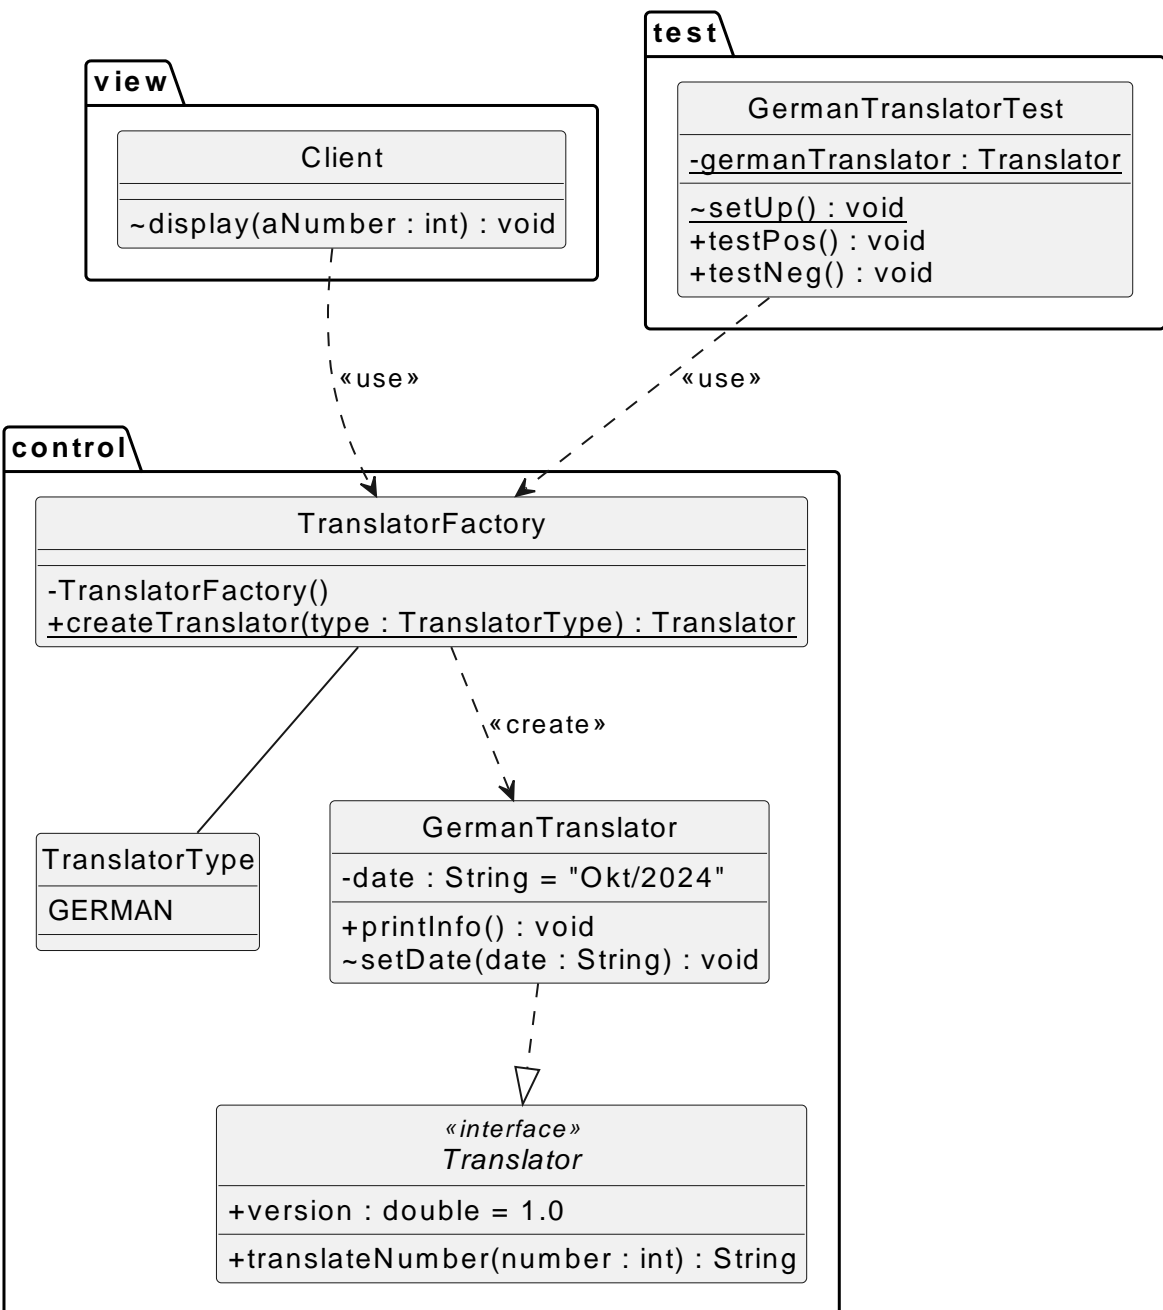 test
view
GermanTranslatorTest
-germanTranslator : Translator
~setUp() : void
+testPos() : void
+testNeg() : void
Client
~display(aNumber : int) : void
«use»
«use»
control
TranslatorFactory
-TranslatorFactory()
+createTranslator(type : TranslatorType) : Translator
«create»
TranslatorType
GERMAN
GermanTranslator
-date : String = "Okt/2024"
+printInfo() : void
~setDate(date : String) : void
«interface»
Translator
+version : double = 1.0
+translateNumber(number : int) : String